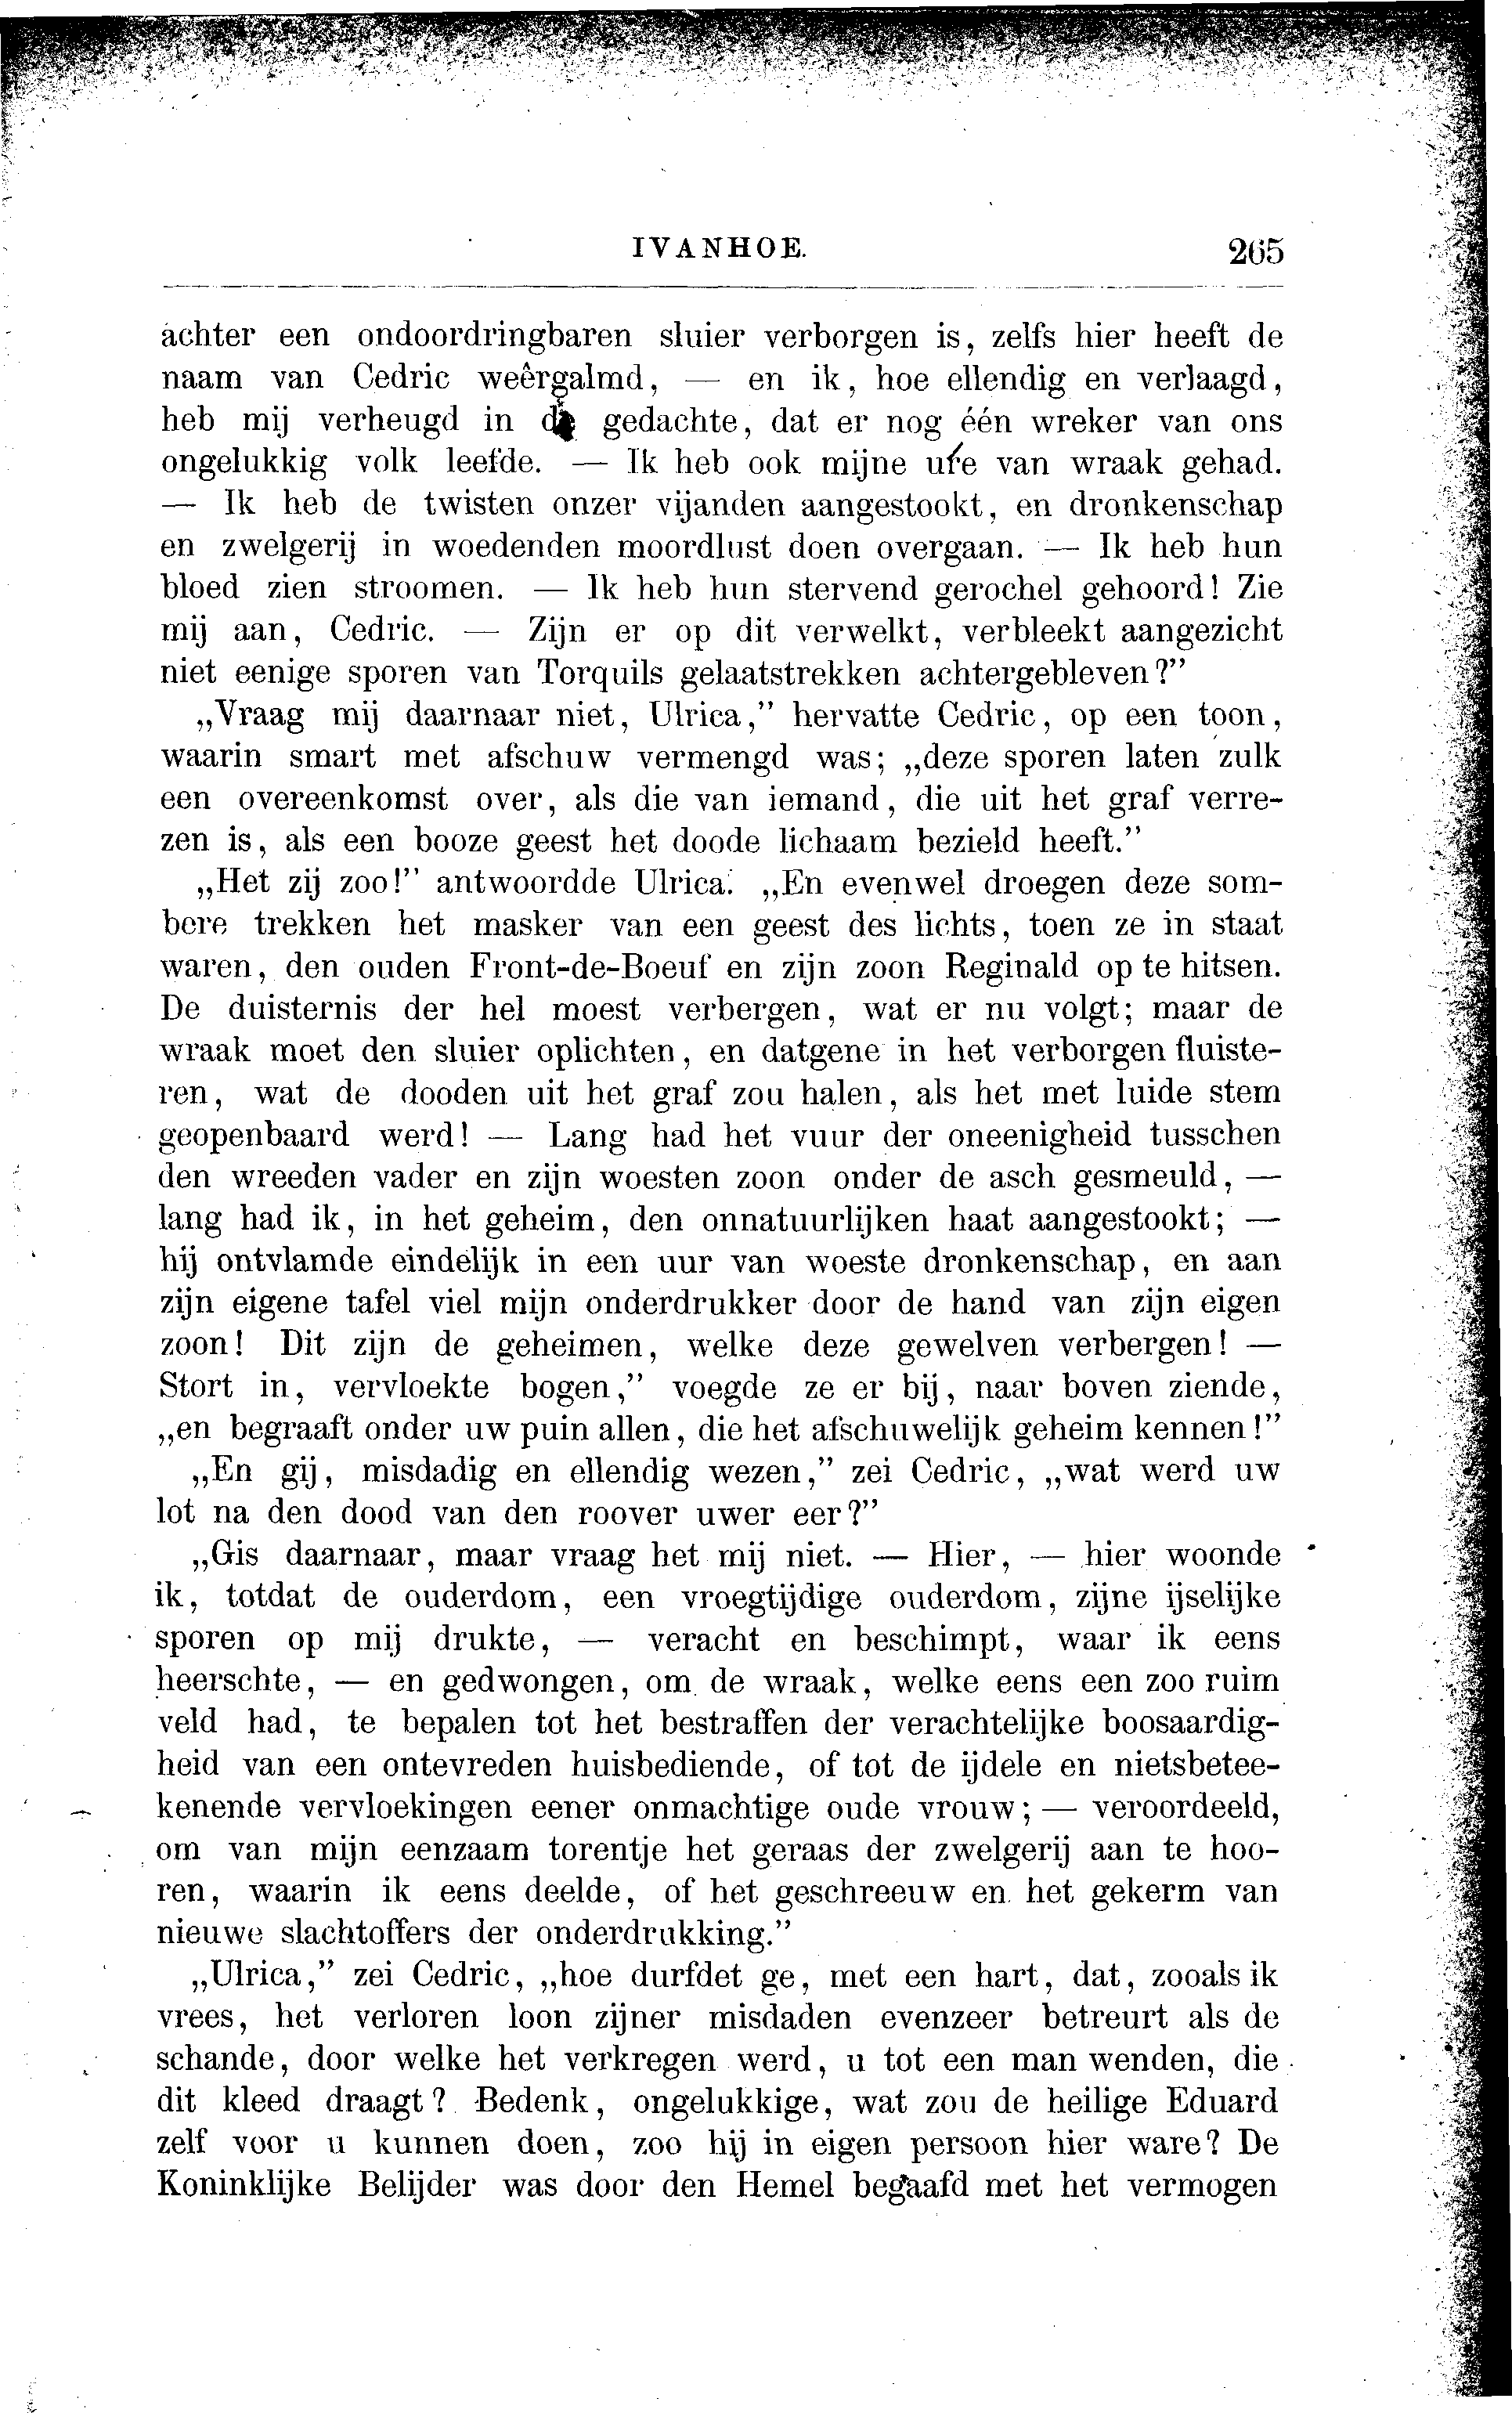 IVANHOE. 265
achter een ondoordringbaren sluier verborgen is, zelfs hier heeft de
naam van Cedric weêrgalmd, — en ik, hoe ellendig en verlaagd,
heb mij verheugd in de gedachte, dat er nog één wreker van ons
ongelukkig volk leefde. — Ik heb ook mijne ure van wraak gehad.
— Ik heb de twisten onzer vijanden aangestookt, en dronkenschap
en zwelgerij in woedenden moordlust doen overgaan. — Ik heb hun
bloed zien stroomen. — Ik heb hun stervend gerochel gehoord! Zie
mij aan, Cedric. — Zijn er op dit verwelkt, verbleekt aangezicht
niet eenige sporen van Torquils gelaatstrekken achtergebleven?”
„Vraag mij daarnaar niet, Ulrica,” hervatte Cedric, op een toon,
waarin smart met afschuw vermengd was; „deze sporen laten zulk
een overeenkomst over, als die van iemand, die uit het graf verre-
zen is, als een booze geest het doode lichaam bezield heeft.”
„Het zij zoo!” antwoordde Ulrica. „En evenwel droegen deze som-
bere trekken het masker van een geest des lichts, toen ze in staat
waren, den ouden Front-de-Boeuf en zijn zoon Reginald op te hitsen.
De duisternis der hel moest verbergen, wat er nu volgt; maar de
wraak moet den sluier oplichten, en datgene in het verborgen fluiste-
ren, wat de dooden uit het graf zou halen, als het met luide stem
geopenbaard werd! — Lang had het vuur der oneenigheid tusschen
den wreeden vader en zijn woesten zoon onder de asch gesmeuld, —
lang had ik, in het geheim, den onnatuurlijken haat aangestookt; —
hij ontvlamde eindelijk in een uur van woeste dronkenschap, en aan
zijn eigene tafel viel mijn onderdrukker door de hand van zijn eigen
zoon! Dit zijn de geheimen, welke deze gewelven verbergen! —
Stort in, vervloekte bogen,” voegde ze er bij, naar boven ziende,
„en begraaft onder uw puin allen, die het afschuwelijk geheim kennen!”
„En gij, misdadig en ellendig wezen,” zei Cedric, „wat werd uw
lot na den dood van den roover uwer eer?”
„Gis daarnaar, maar vraag het mij niet. — Hier, — hier woonde
ik, totdat de ouderdom, een vroegtijdige ouderdom, zijne ijselijke
sporen op mij drukte, — veracht en beschimpt, waar ik eens
heerschte, — en gedwongen, om de wraak, welke eens een zoo ruim
veld had, te bepalen tot het bestraffen der verachtelijke boosaardig-
heid van een ontevreden huisbediende, of tot de ijdele en nietsbetee-
kenende vervloekingen eener onmachtige oude vrouw; — veroordeeld,
om van mijn eenzaam torentje het geraas der zwelgerij aan te hoo-
ren, waarin ik eens deelde, of het geschreeuw en het gekerm van
nieuwe slachtoffers der onderdrukking.”
„Ulrica,” zei Cedric, „hoe durfdet ge, met een hart, dat, zooals ik
vrees, het verloren loon zijner misdaden evenzeer betreurt als de
schande, door welke het verkregen werd, u tot een man wenden, die
dit kleed draagt? Bedenk, ongelukkige, wat zou de heilige Eduard
zelf voor u kunnen doen, zoo hij in eigen persoon hier ware? De
Koninklijke Belijder was door den Hemel begaafd met het vermogen